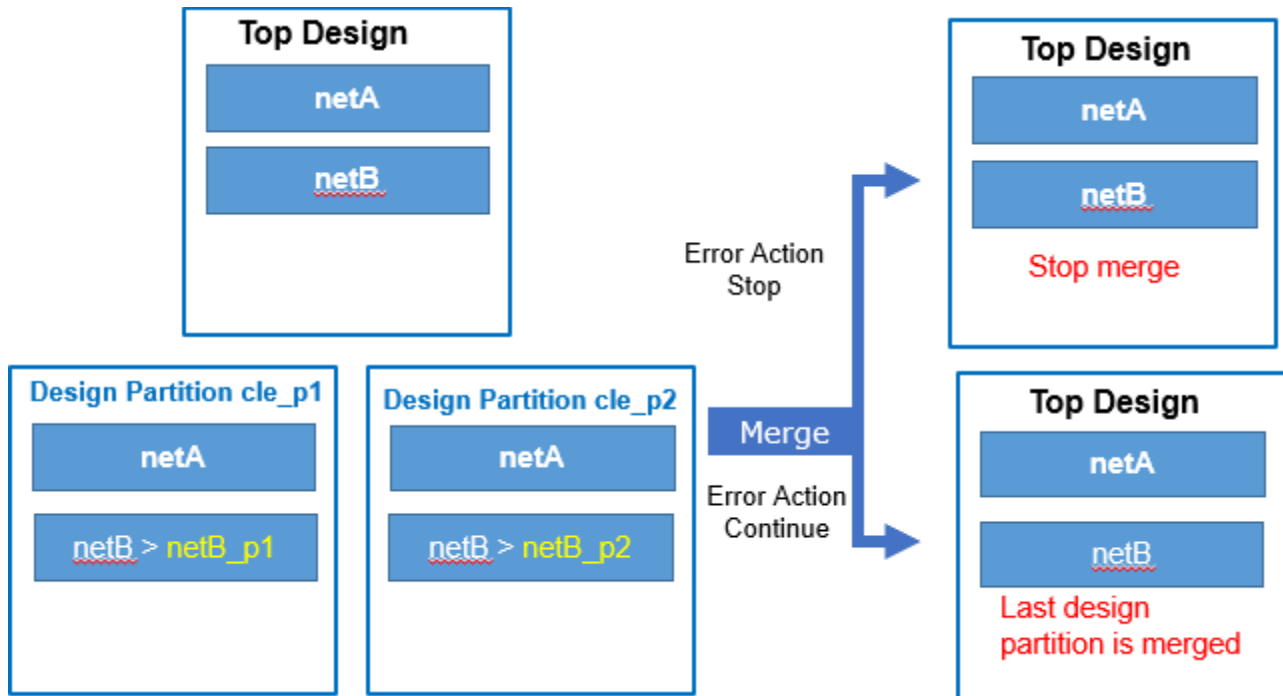 Top Design
netA
netB
Design Partition cle_p1
netA
netB > netB_p1
Design Partition cle_p2
netA
netB > netB_p2
Merge
Error Action
Stop
Error Action
Continue
Top Design
netA
netB
Stop merge
Top Design
netA
netB
Last design
partition is merged